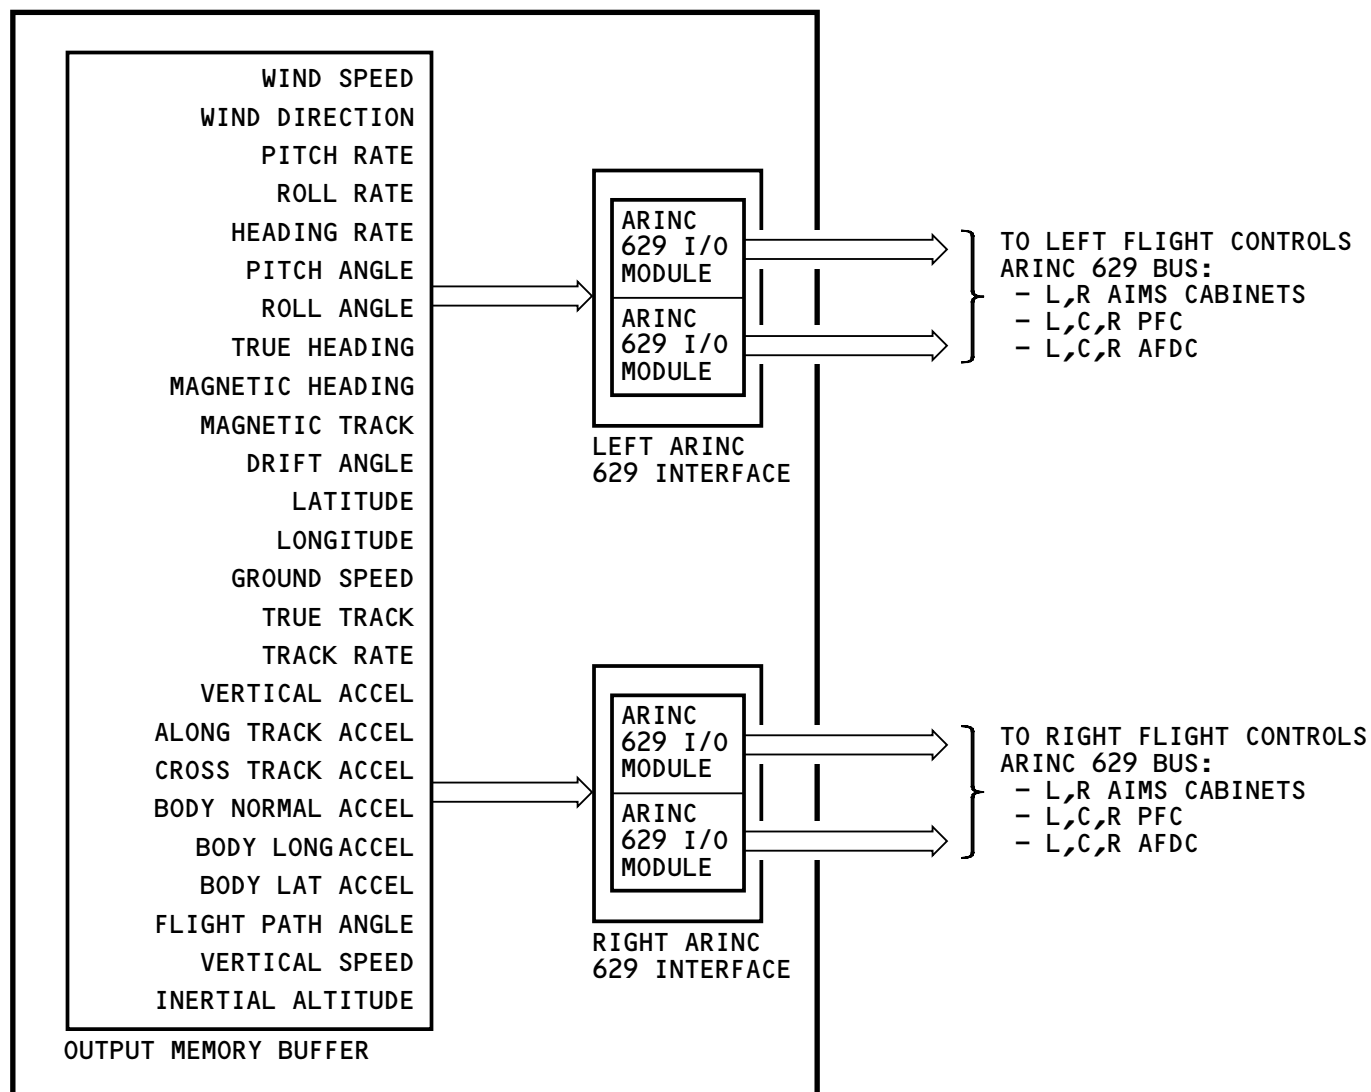 WIND SPEED
WIND DIRECTION
PITCH RATE
ROLL RATE
HEADING RATE
PITCH ANGLE
ROLL ANGLE
TRUE HEADING
MAGNETIC HEADING
MAGNETIC TRACK
DRIFT ANGLE
LATITUDE
LONGITUDE
GROUND SPEED
TRUE TRACK
TRACK RATE
VERTICAL ACCEL
ALONG TRACK ACCEL
CROSS TRACK ACCEL
BODY NORMAL ACCEL
BODY LONG ACCEL
BODY LAT ACCEL
FLIGHT PATH ANGLE
VERTICAL SPEED
INERTIAL ALTITUDE
OUTPUT MEMORY BUFFER
ARINC
629 I/O
MODULE
ARINC
629 I/O
MODULE
LEFT ARINC
629 INTERFACE
TO LEFT FLIGHT CONTROLS
ARINC 629 BUS:
- L,R AIMS CABINETS
- L,C,R PFC
- L,C,R AFDC
ARINC
629 I/O
MODULE
ARINC
629 I/O
MODULE
RIGHT ARINC
629 INTERFACE
TO RIGHT FLIGHT CONTROLS
ARINC 629 BUS:
- L,R AIMS CABINETS
- L,C,R PFC
- L,C,R AFDC